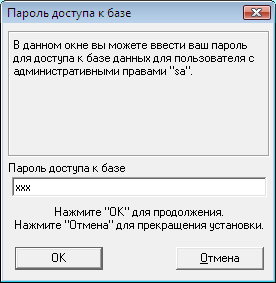 Пароль доступа к базе
В данном окне вы можете ввести ваш пароль
для доступа к базе данных для пользователя с
административными правами "sa".
Пароль доступа к базе
xxx
Нажмите "OK" для продолжения.
Нажмите "Отмена" для прекращения установки.
OK
Отмена